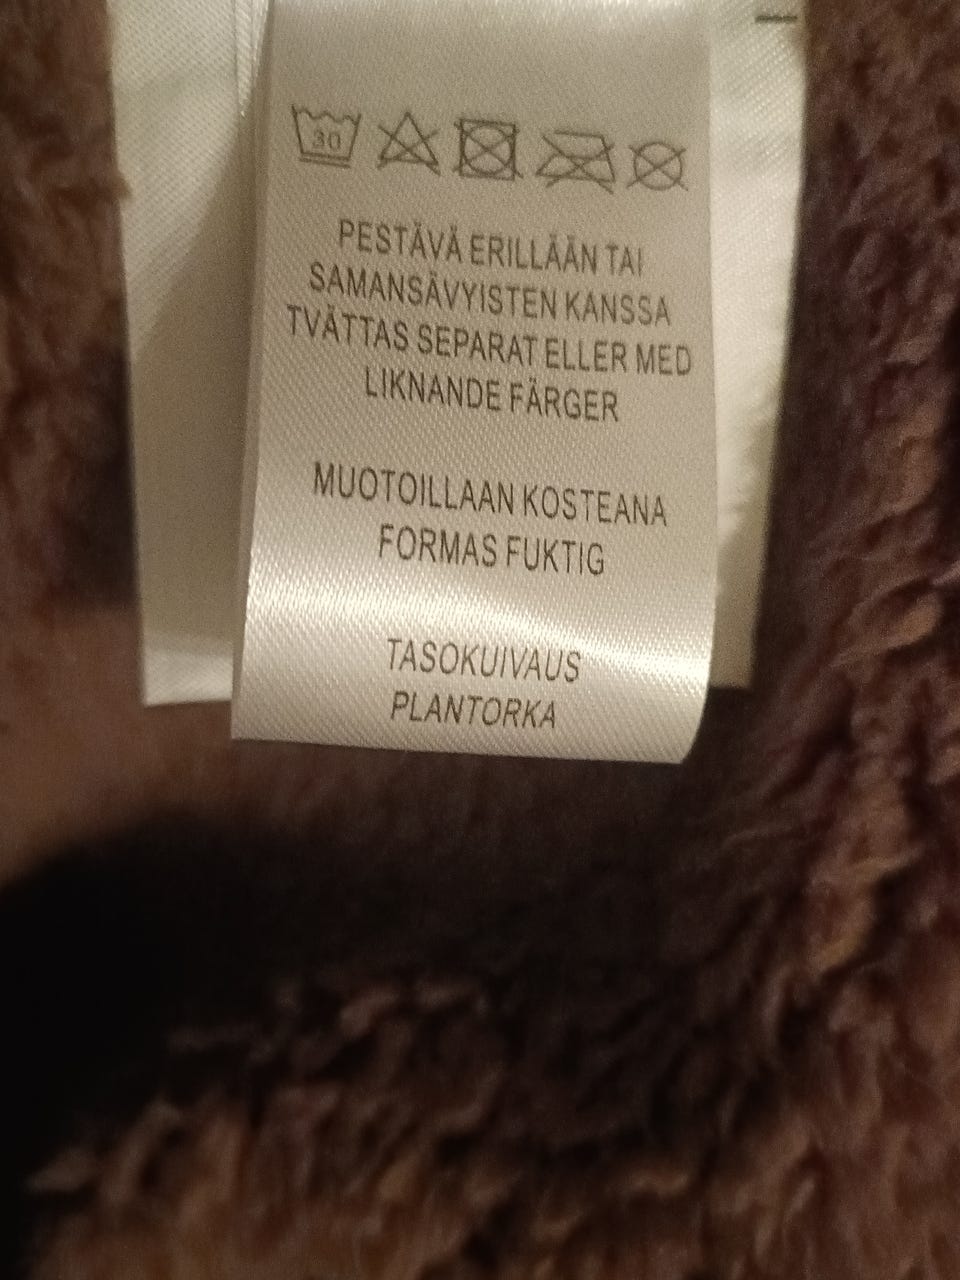 30
PESTÄVÄ ERILLÄÄN TAI
SAMANSÄVYISTEN KANSSA
TVÄTTAS SEPARAT ELLER MED
LIKNANDE FÄRGER
MUOTOILLAAN KOSTEANA
FORMAS FUKTIG
TASOKUIVAUS
PLANTORKA